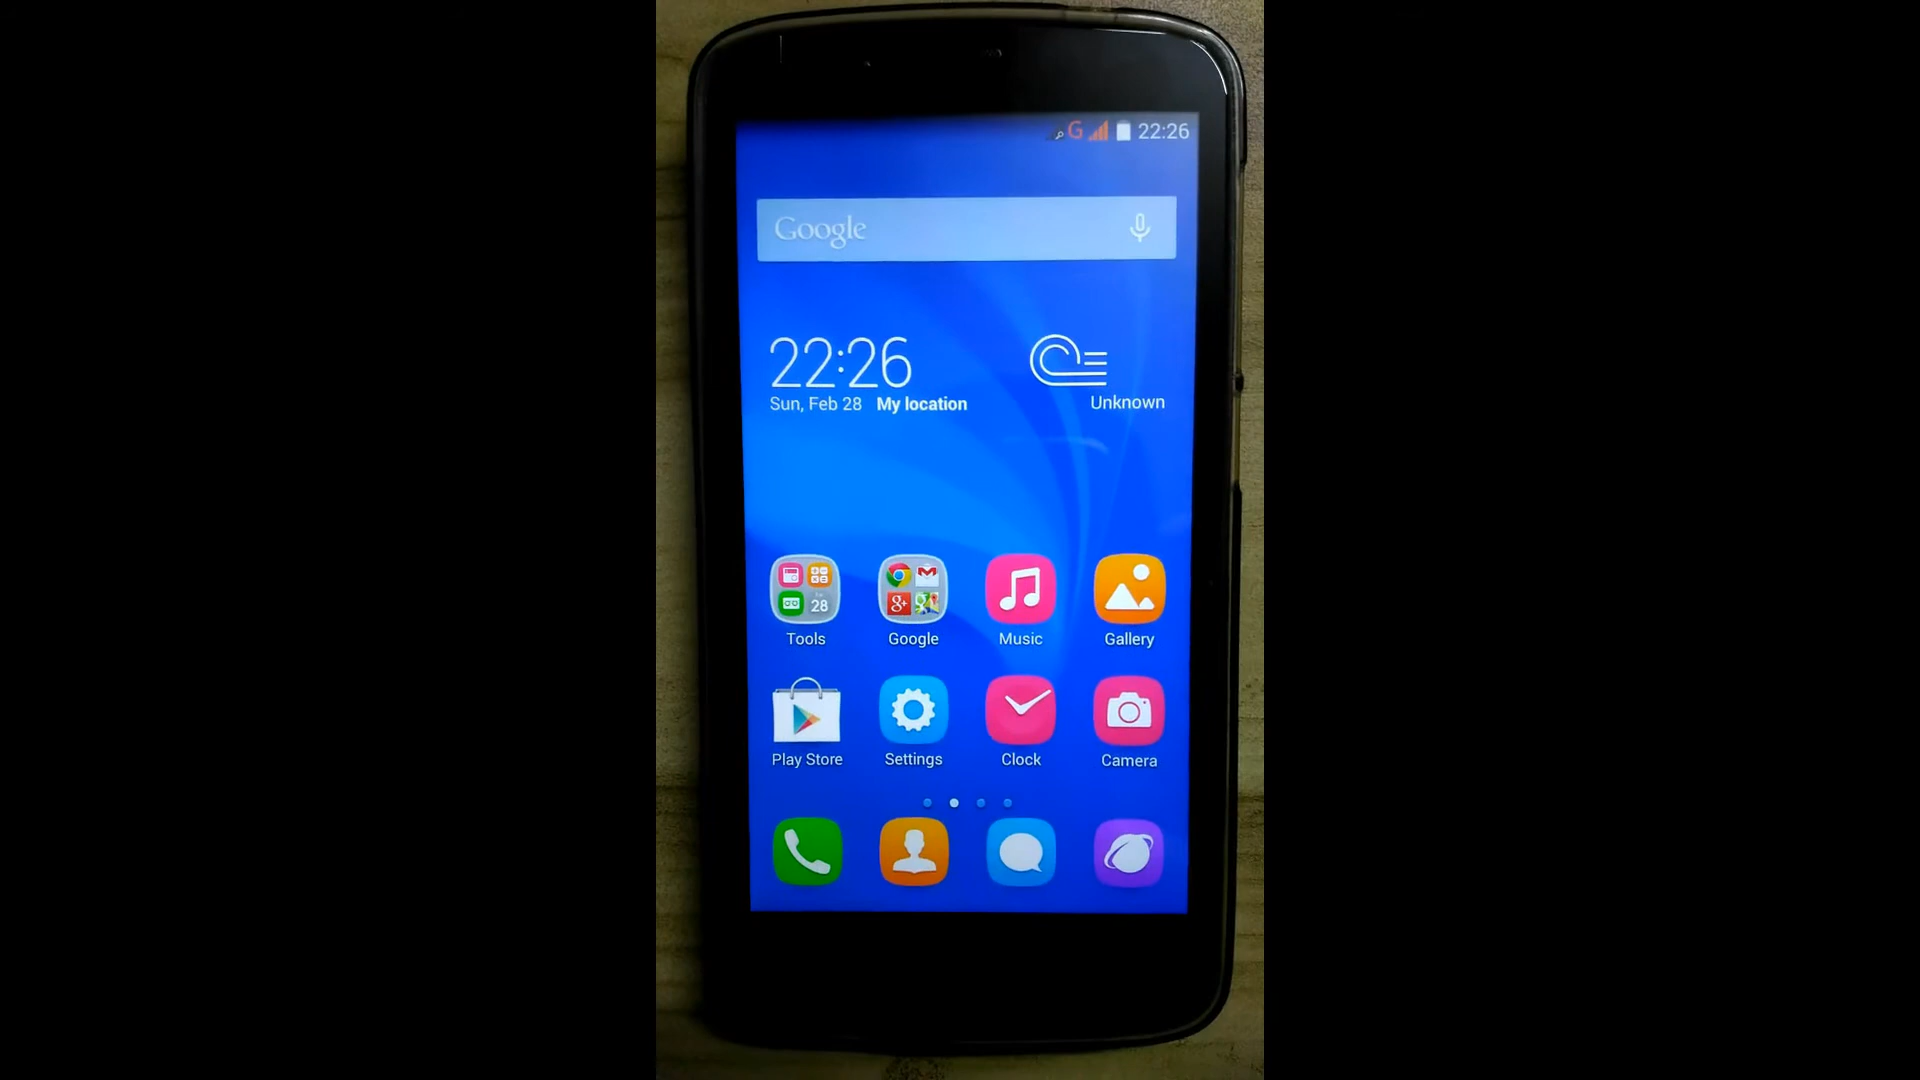 G 22:26
Google
22:26
Sun, Feb 28 My location
Unknown
28
g+
Tools Google Music Gallery
Play Store Settings Clock Camera